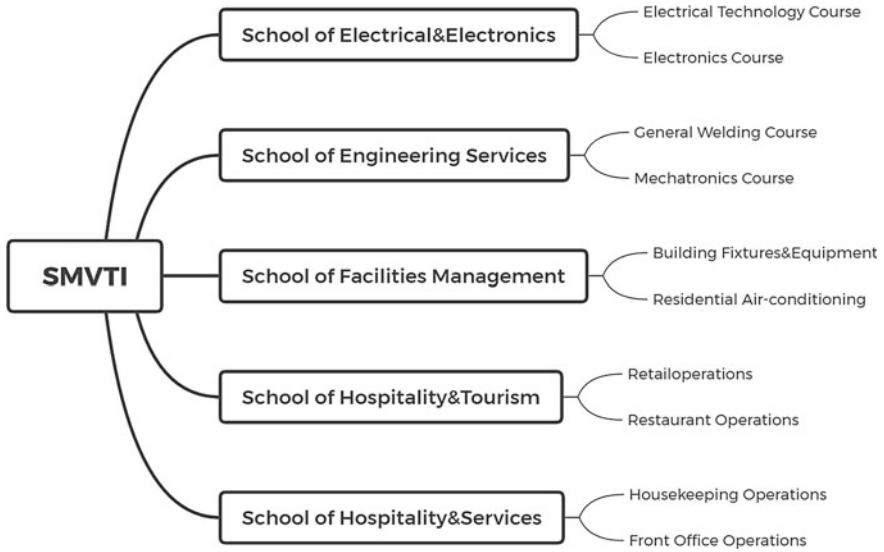 SMVTI
School of Electrical&Electronics
Electrical Technology Course
Electronics Course
School of Engineering Services
General Welding Course
Mechatronics Course
School of Facilities Management
Building Fixtures&Equipment
Residential Air-conditioning
School of Hospitality&Tourism
Retailoperations
Restaurant Operations
School of Hospitality&Services
Housekeeping Operations
Front Office Operations